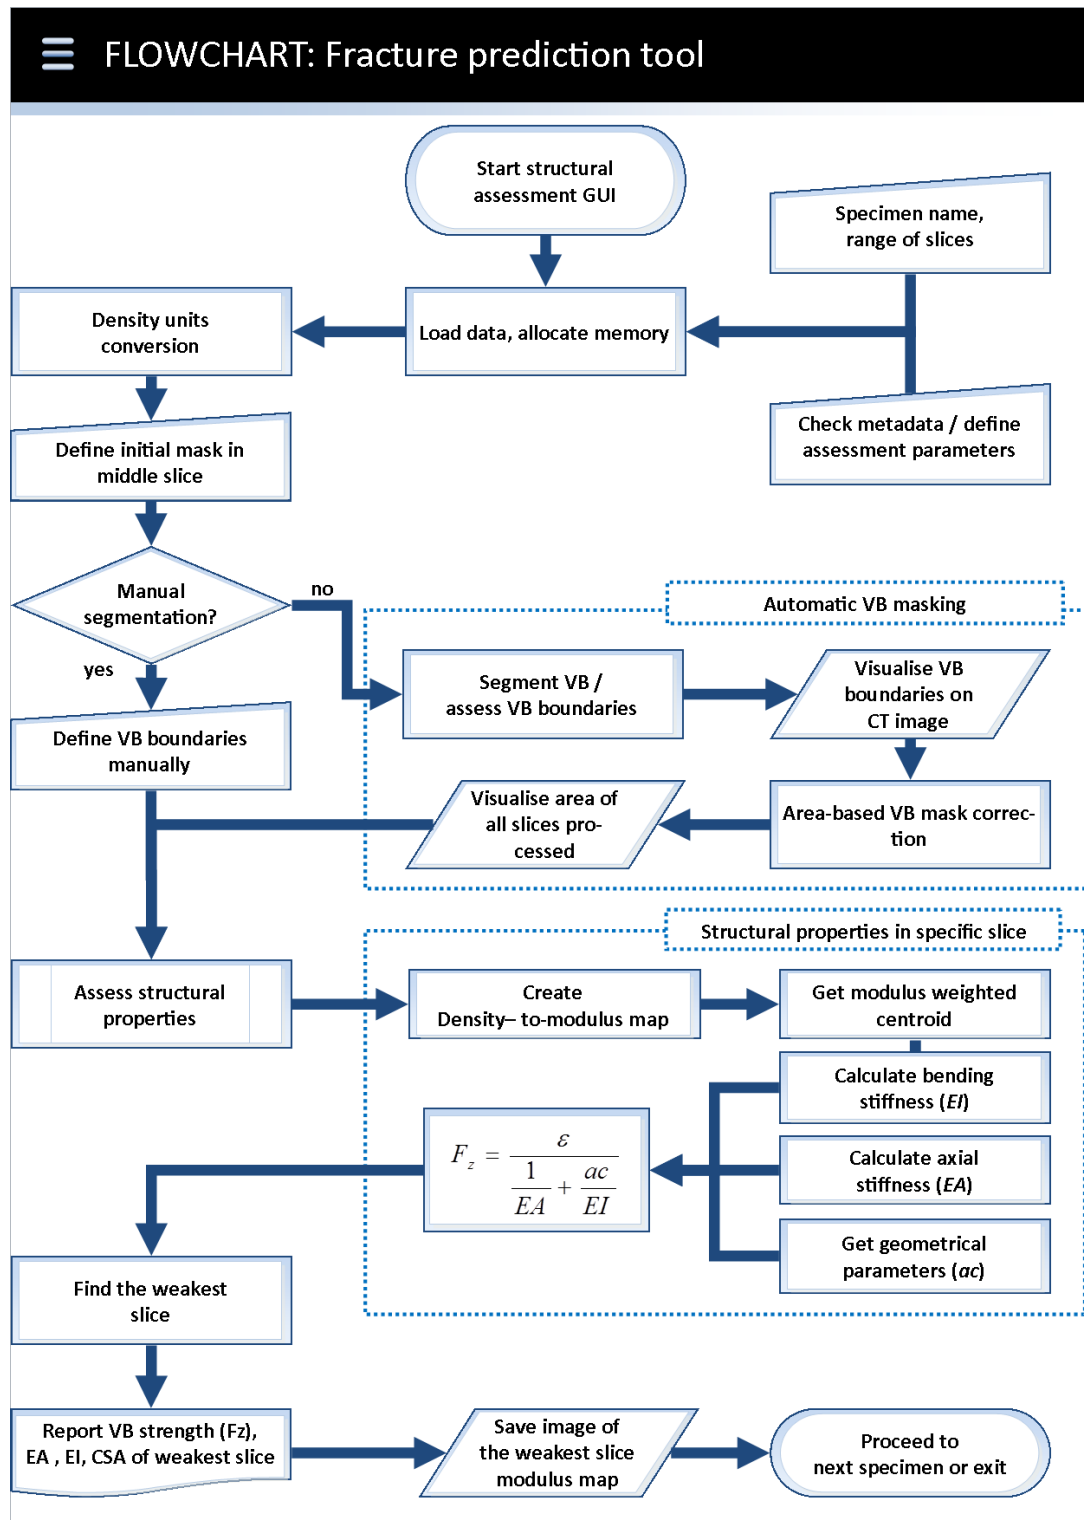 FLOWCHART: Fracture prediction tool
Start structural
assessment GUI
Specimen name,
range of slices
Density units
conversion
Load data, allocate memory
Check metadata / define
assessment parameters
Define initial mask in
middle slice
Manual
segmentation?
no
yes
Automatic VB masking
Segment VB /
assess VB boundaries
Visualise VB
boundaries on
CT image
Define VB boundaries
manually
Visualise area of
all slices pro-
cessed
Area-based VB mask correc-
tion
Structural properties in specific slice
Assess structural
properties
Create
Density– to-modulus map
Get modulus weighted
centroid
Calculate bending
stiffness (EI)
F_z = ε / (1/EA + ac/EI)
Calculate axial
stiffness (EA)
Get geometrical
parameters (ac)
Find the weakest
slice
Report VB strength (Fz),
EA , EI, CSA of weakest slice
Save image of
the weakest slice
modulus map
Proceed to
next specimen or exit